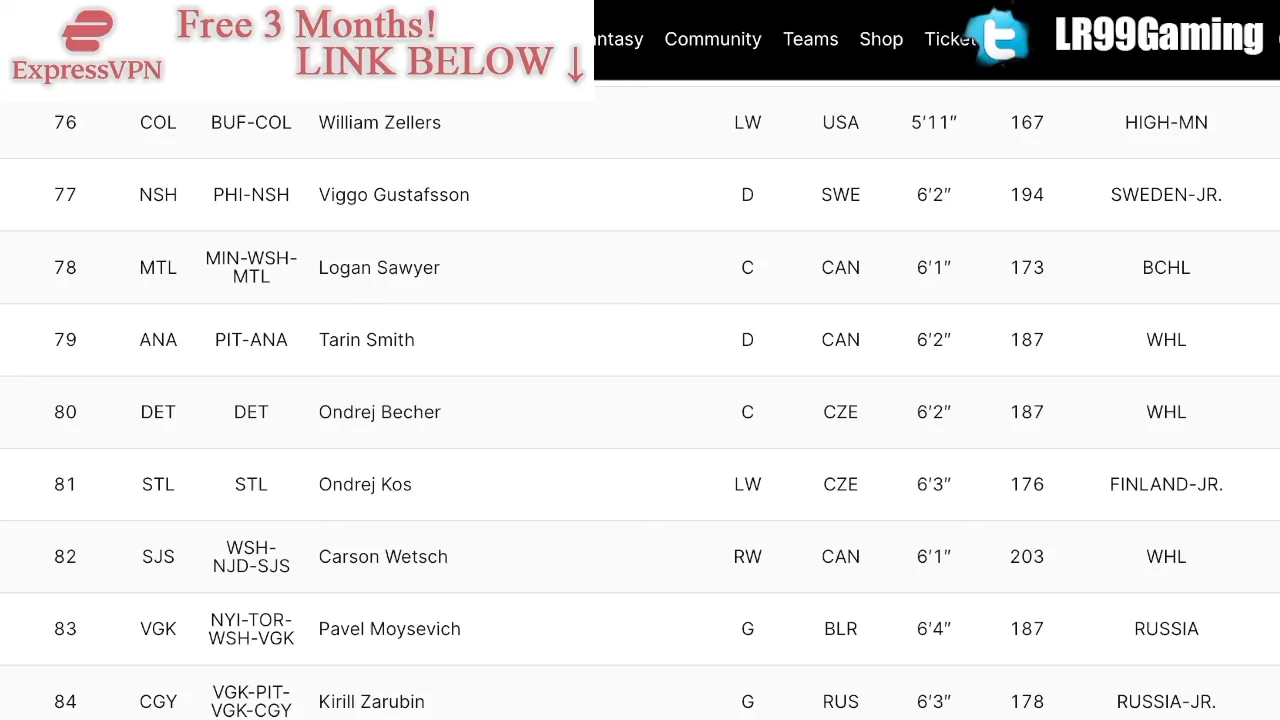 Free 3 Months!
LINK BELOW ↓
ExpressVPN
ntasy Community Teams Shop Ticket
LR99Gaming
76 COL BUF-COL William Zellers LW USA 5'11" 167 HIGH-MN
77 NSH PHI-NSH Viggo Gustafsson D SWE 6'2" 194 SWEDEN-JR.
78 MTL MIN-WSH-
MTL Logan Sawyer C CAN 6'1" 173 BCHL
79 ANA PIT-ANA Tarin Smith D CAN 6'2" 187 WHL
80 DET DET Ondrej Becher C CZE 6'2" 187 WHL
81 STL STL Ondrej Kos LW CZE 6'3" 176 FINLAND-JR.
82 SJS WSH-
NJD-SJS Carson Wetsch RW CAN 6'1" 203 WHL
83 VGK NYI-TOR-
WSH-VGK Pavel Moysevich G BLR 6'4" 187 RUSSIA
84 CGY VGK-PIT-
VGK-CGY Kirill Zarubin G RUS 6'3" 178 RUSSIA-JR.